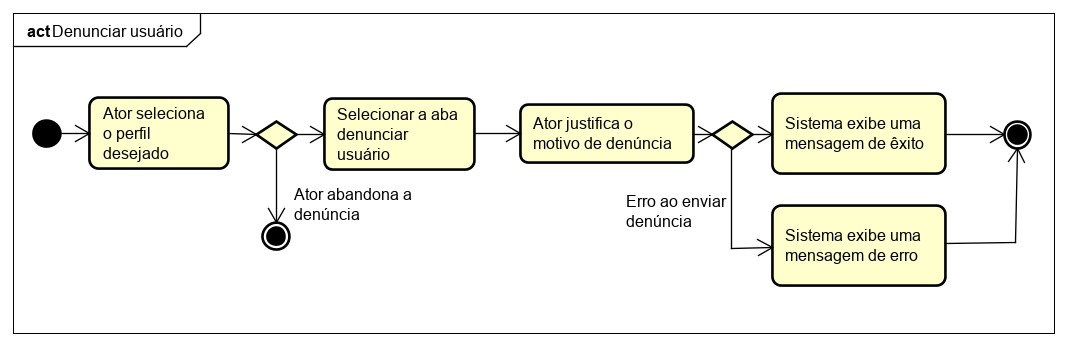 act Denunciar usuário
Ator seleciona
o perfil
desejado
Selecionar a aba
denunciar
usuário
Ator justifica o
motivo de denúncia
Sistema exibe uma
mensagem de êxito
Ator abandona a
denúncia
Erro ao enviar
denúncia
Sistema exibe uma
mensagem de erro